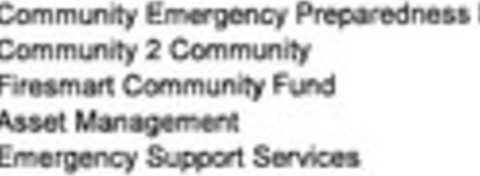 Community Emergency Preparedness
Community 2 Community
Firesmart Community Fund
Asset Management
Emergency Support Services